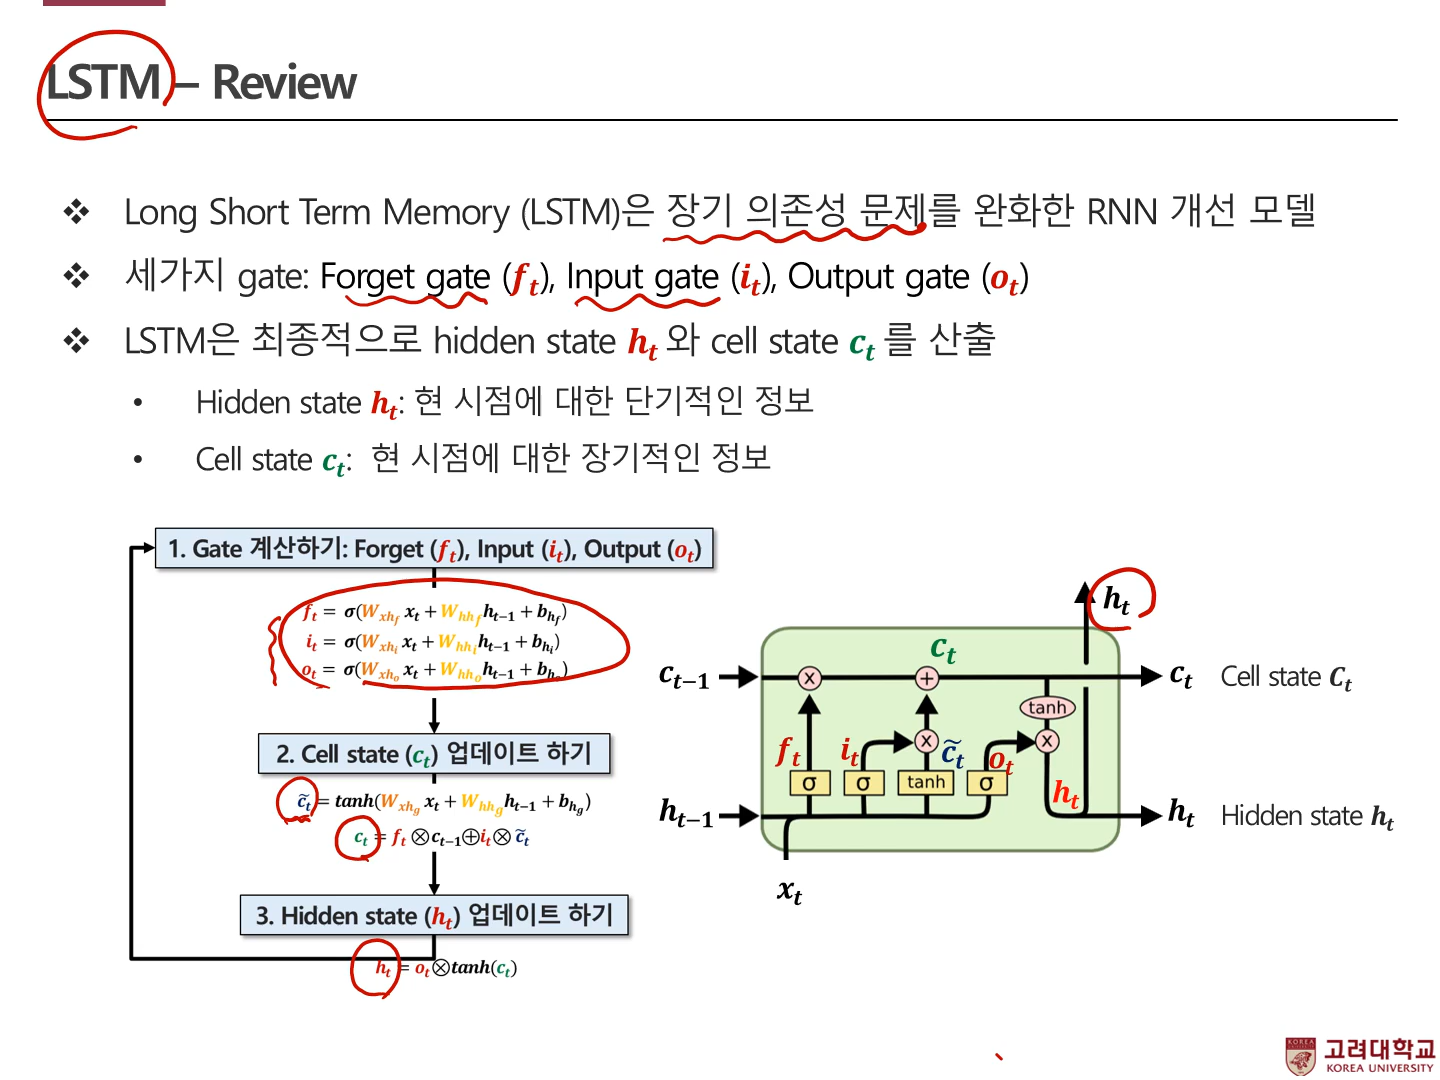 LSTM – Review
❖ Long Short Term Memory (LSTM)은 장기 의존성 문제를 완화한 RNN 개선 모델
❖ 세가지 gate: Forget gate (f_t), Input gate (i_t), Output gate (o_t)
❖ LSTM은 최종적으로 hidden state h_t 와 cell state c_t 를 산출
• Hidden state h_t: 현 시점에 대한 단기적인 정보
• Cell state c_t: 현 시점에 대한 장기적인 정보
1. Gate 계산하기: Forget (f_t), Input (i_t), Output (o_t)
f_t = σ(W_xh_f x_t + W_hh_f h_t−1 + b_h_f)
i_t = σ(W_xh_i x_t + W_hh_i h_t−1 + b_h_i)
o_t = σ(W_xh_o x_t + W_hh_o h_t−1 + b_h_o)
2. Cell state (c_t) 업데이트 하기
c̃_t = tanh(W_xh_g x_t + W_hh_g h_t−1 + b_h_g)
c_t = f_t ⊗ c_t−1 ⊕ i_t ⊗ c̃_t
3. Hidden state (h_t) 업데이트 하기
h_t = o_t ⊗ tanh(c_t)
h_t
c_t
c_t−1
x
+
c_t
Cell state C_t
tanh
f_t
i_t
x
c̃_t
o_t
x
σ
σ
tanh
σ
h_t
h_t−1
h_t
Hidden state h_t
x_t
KOREA
고려대학교
KOREA UNIVERSITY